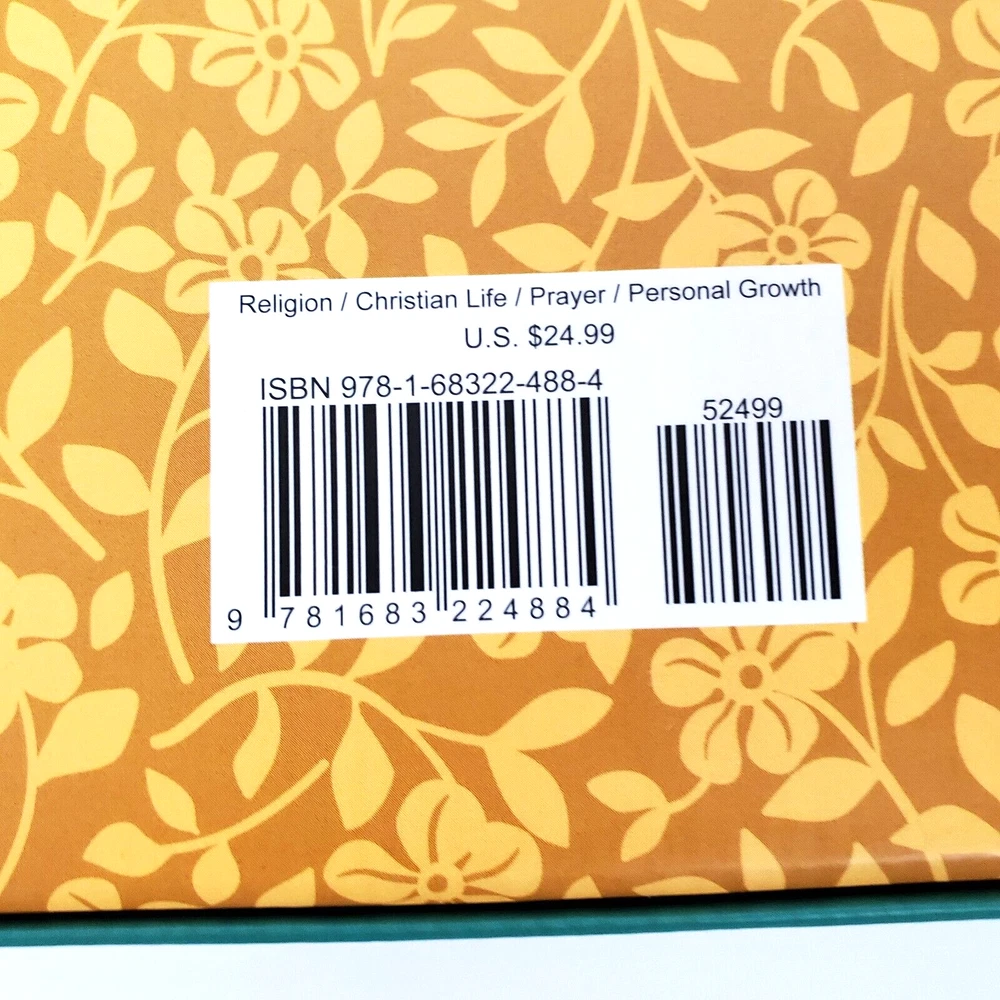 Religion / Christian Life / Prayer / Personal Growth
U.S. $24.99
ISBN 978-1-68322-488-4
52499
9 781683 224884